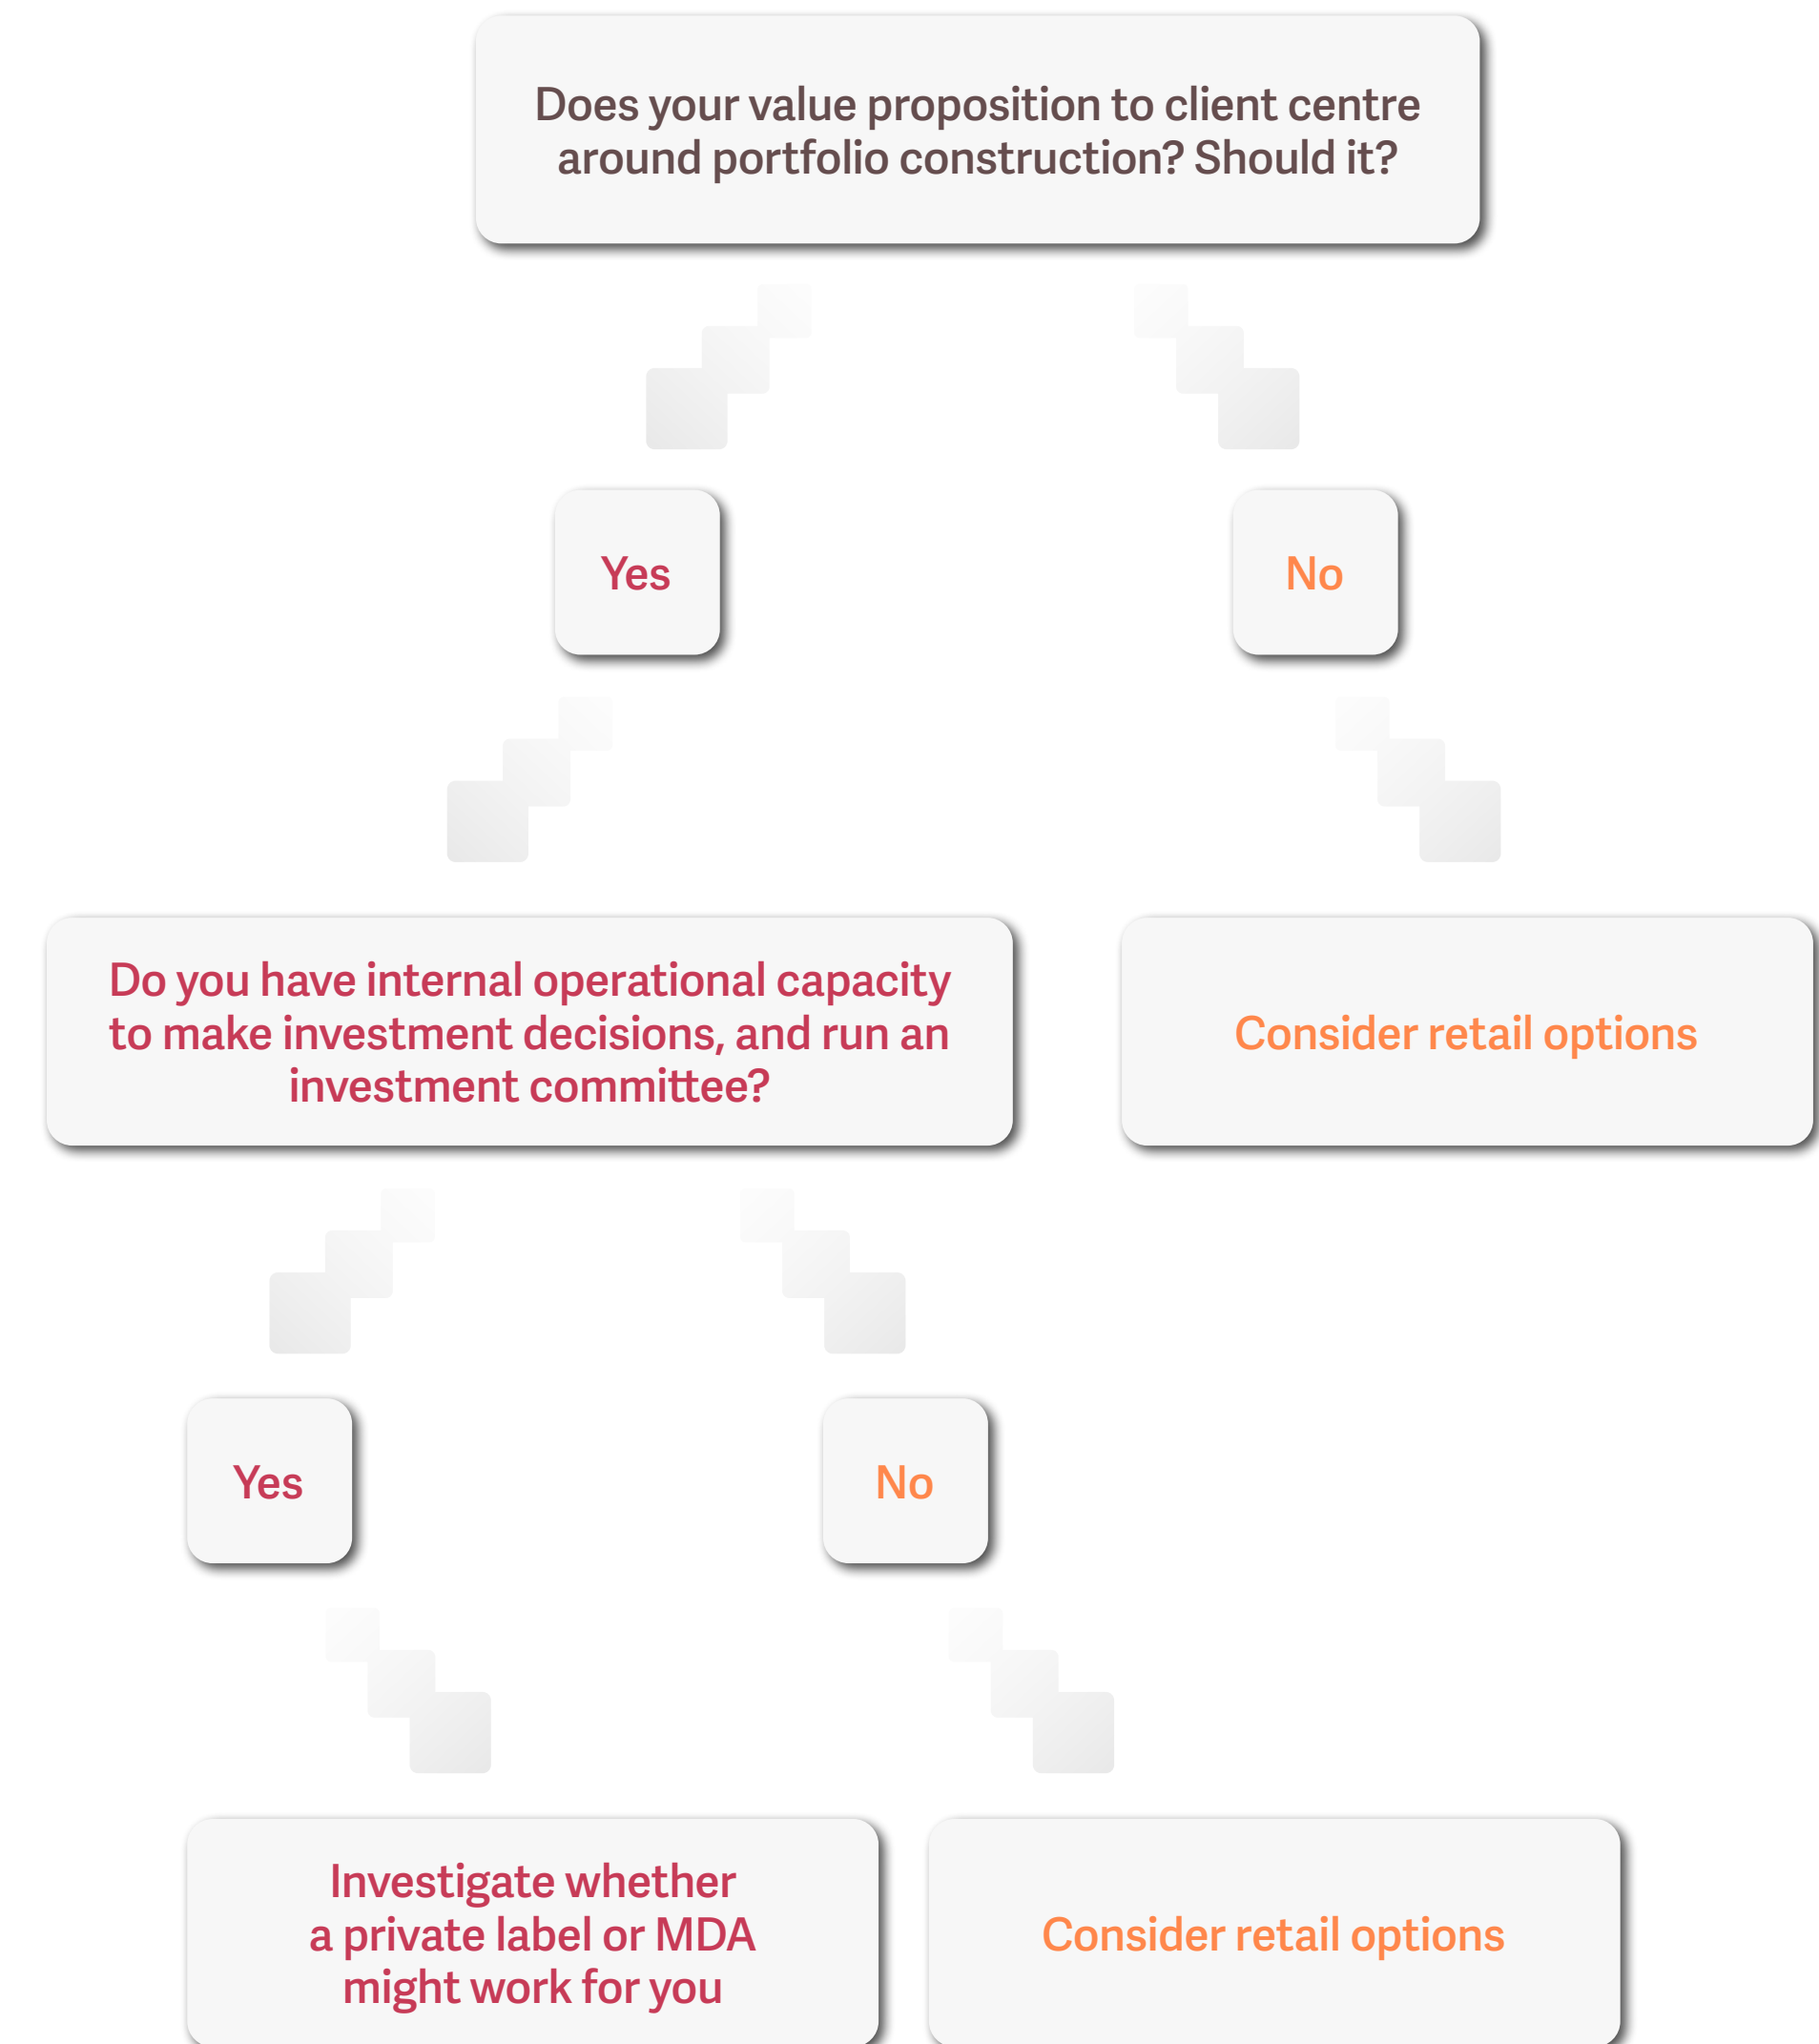 Does your value proposition to client centre
around portfolio construction? Should it?
Yes
No
Do you have internal operational capacity
to make investment decisions, and run an
investment committee?
Consider retail options
Yes
No
Investigate whether
a private label or MDA
might work for you
Consider retail options